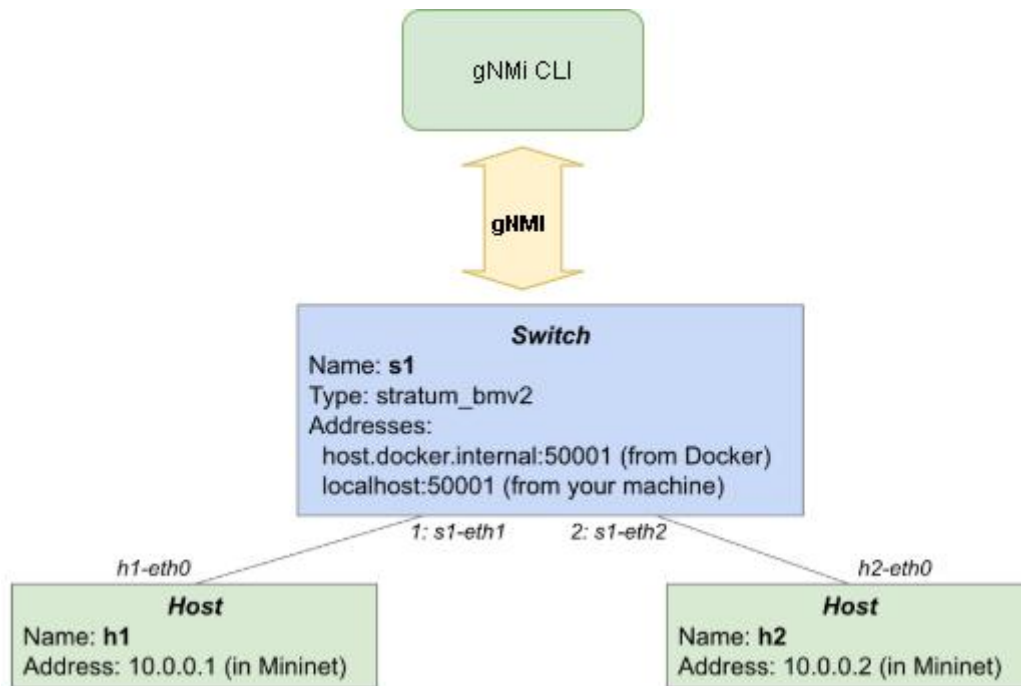 gNMi CLI
gNMI
Switch
Name: s1
Type: stratum_bmv2
Addresses:
host.docker.internal:50001 (from Docker)
localhost:50001 (from your machine)
1: s1-eth1
2: s1-eth2
h1-eth0
h2-eth0
Host
Name: h1
Address: 10.0.0.1 (in Mininet)
Host
Name: h2
Address: 10.0.0.2 (in Mininet)